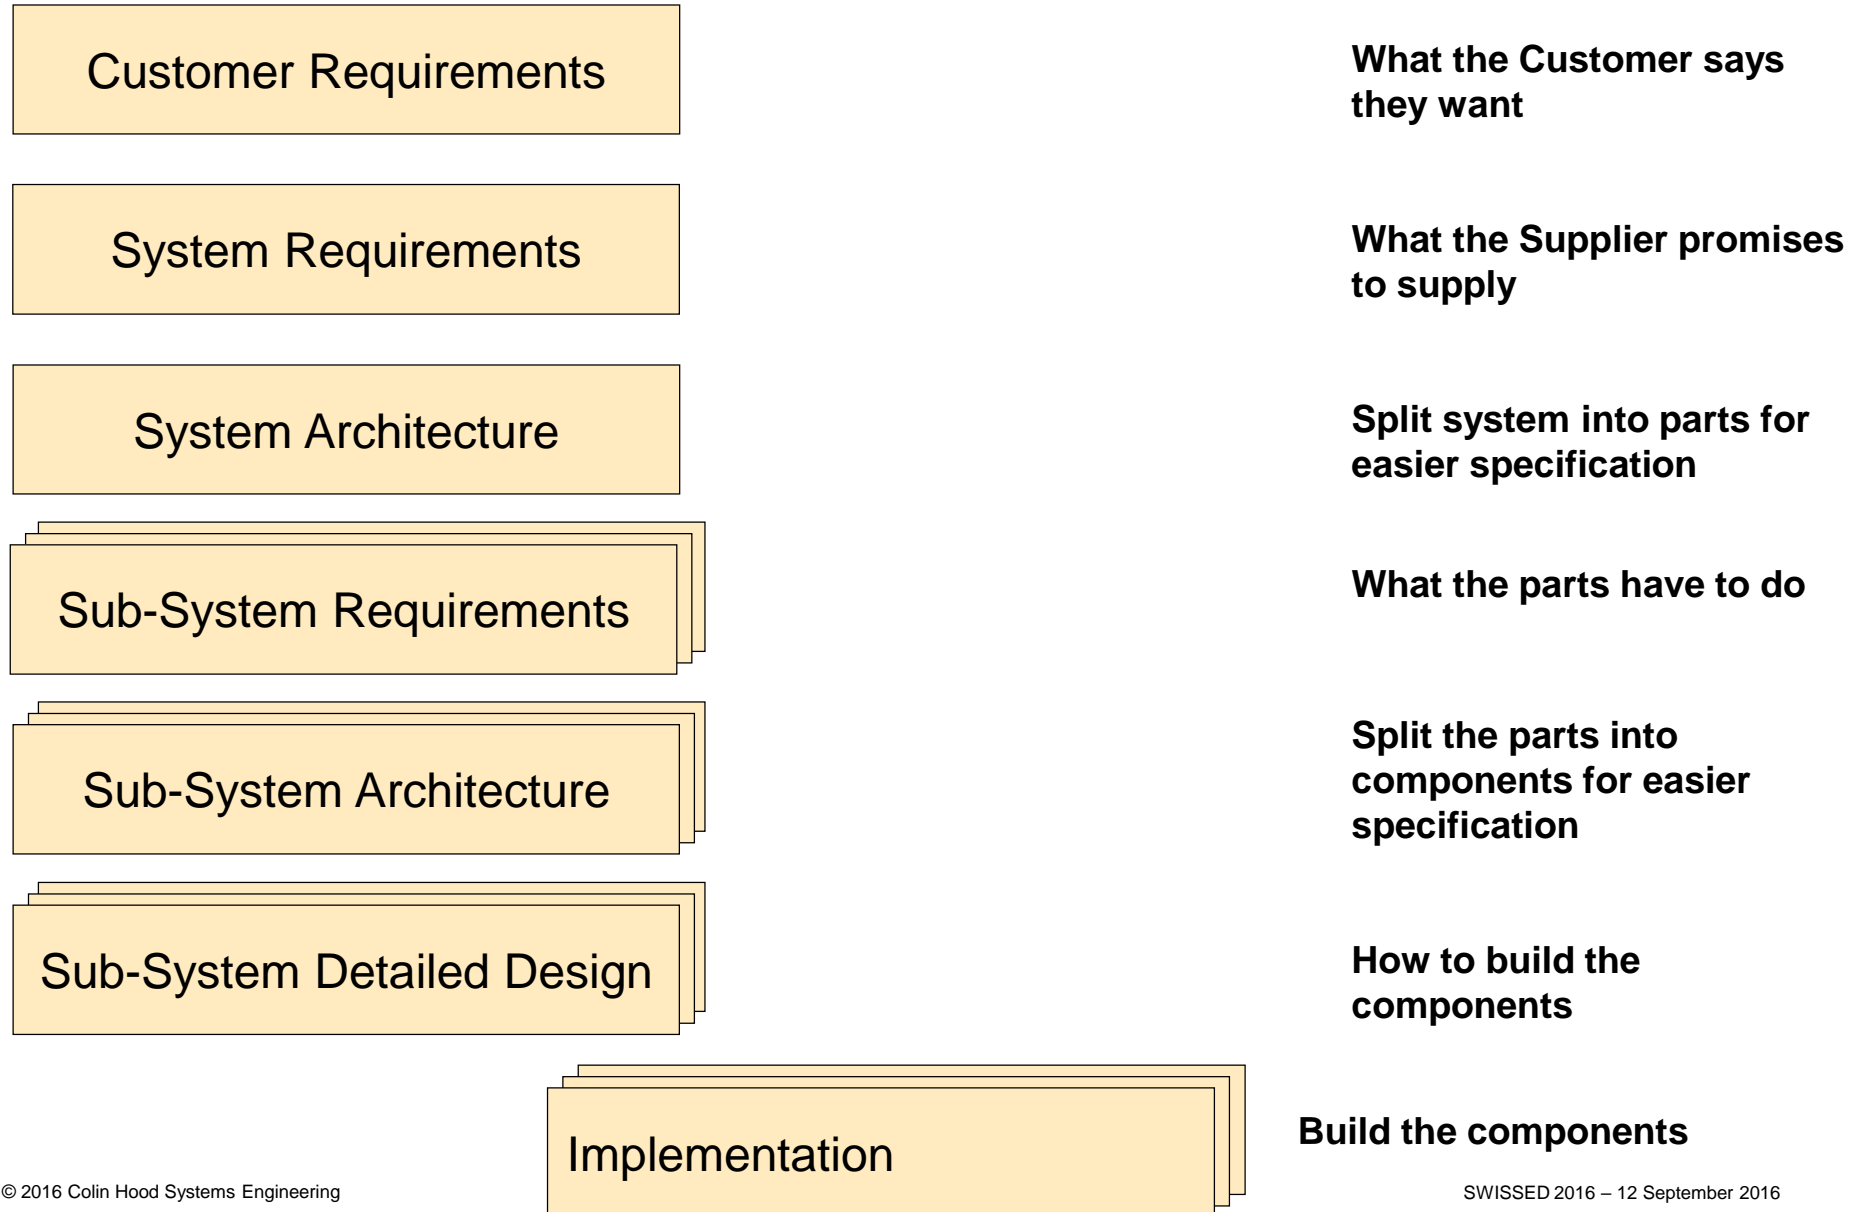 Customer Requirements
What the Customer says
they want
System Requirements
What the Supplier promises
to supply
System Architecture
Split system into parts for
easier specification
Sub-System Requirements
What the parts have to do
Sub-System Architecture
Split the parts into
components for easier
specification
Sub-System Detailed Design
How to build the
components
Implementation
Build the components
© 2016 Colin Hood Systems Engineering
SWISSED 2016 – 12 September 2016